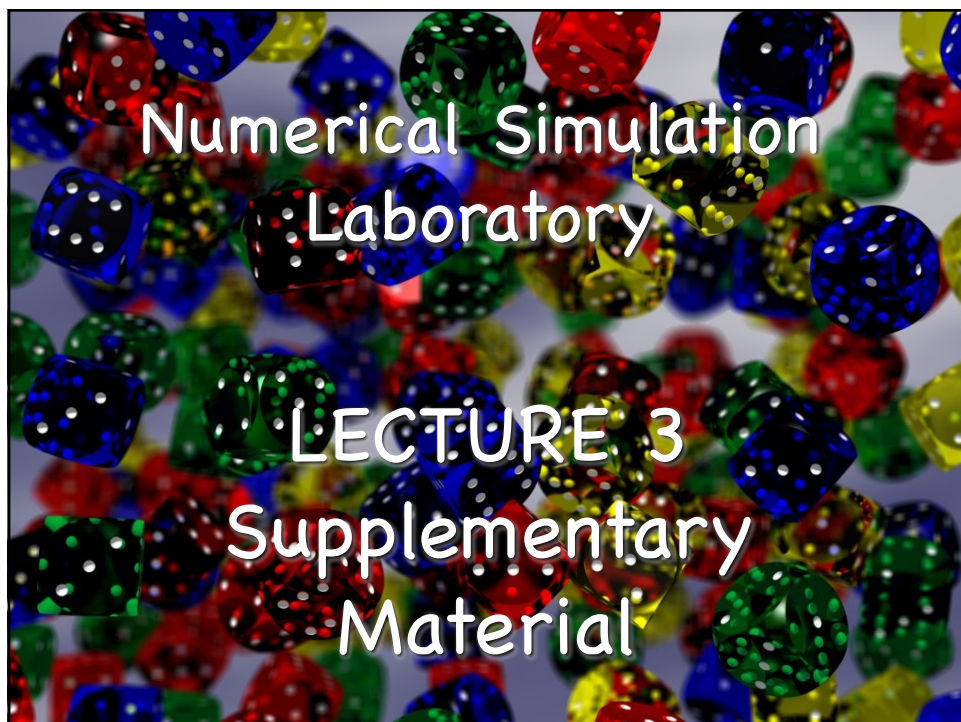 Numerical Simulation
Laboratory
LECTURE 3
Supplementary
Material